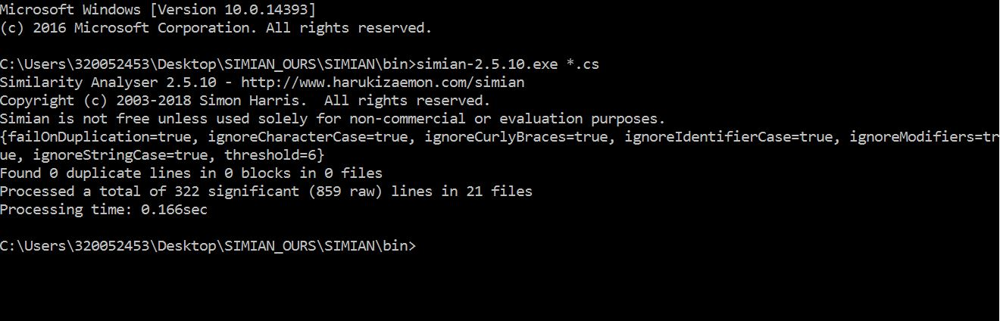 Microsoft Windows [Version 10.0.14393]
(c) 2016 Microsoft Corporation. All rights reserved.
C:\Users\320052453\Desktop\SIMIAN_OURS\SIMIAN\bin>simian-2.5.10.exe *.cs
Similarity Analyser 2.5.10 - http://www.harukizaemon.com/simian
Copyright (c) 2003-2018 Simon Harris.  All rights reserved.
Simian is not free unless used solely for non-commercial or evaluation purposes.
{failOnDuplication=true, ignoreCharacterCase=true, ignoreCurlyBraces=true, ignoreIdentifierCase=true, ignoreModifiers=tr
ue, ignoreStringCase=true, threshold=6}
Found 0 duplicate lines in 0 blocks in 0 files
Processed a total of 322 significant (859 raw) lines in 21 files
Processing time: 0.166sec
C:\Users\320052453\Desktop\SIMIAN_OURS\SIMIAN\bin>